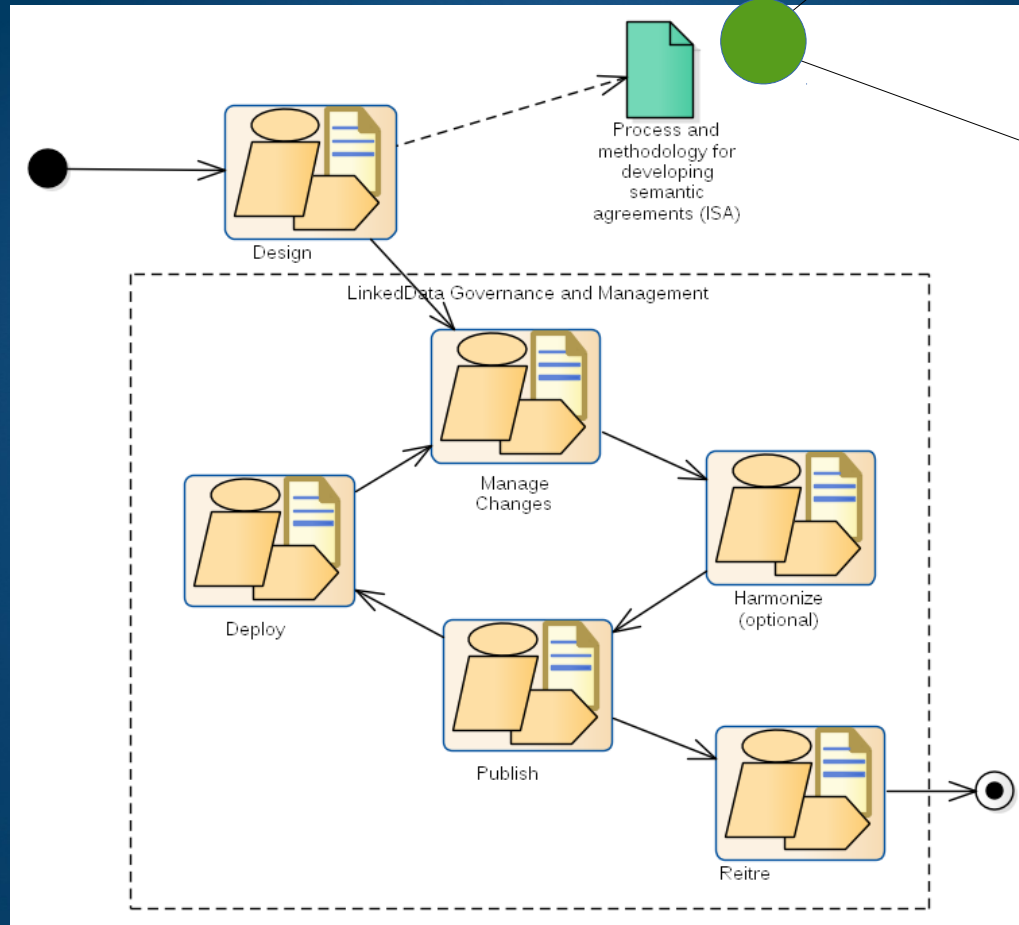 Process and
methodology for
developing
semantic
agreements (ISA)
Design
LinkedData Governance and Management
Manage
Changes
Harmonize
(optional)
Deploy
Publish
Reitre